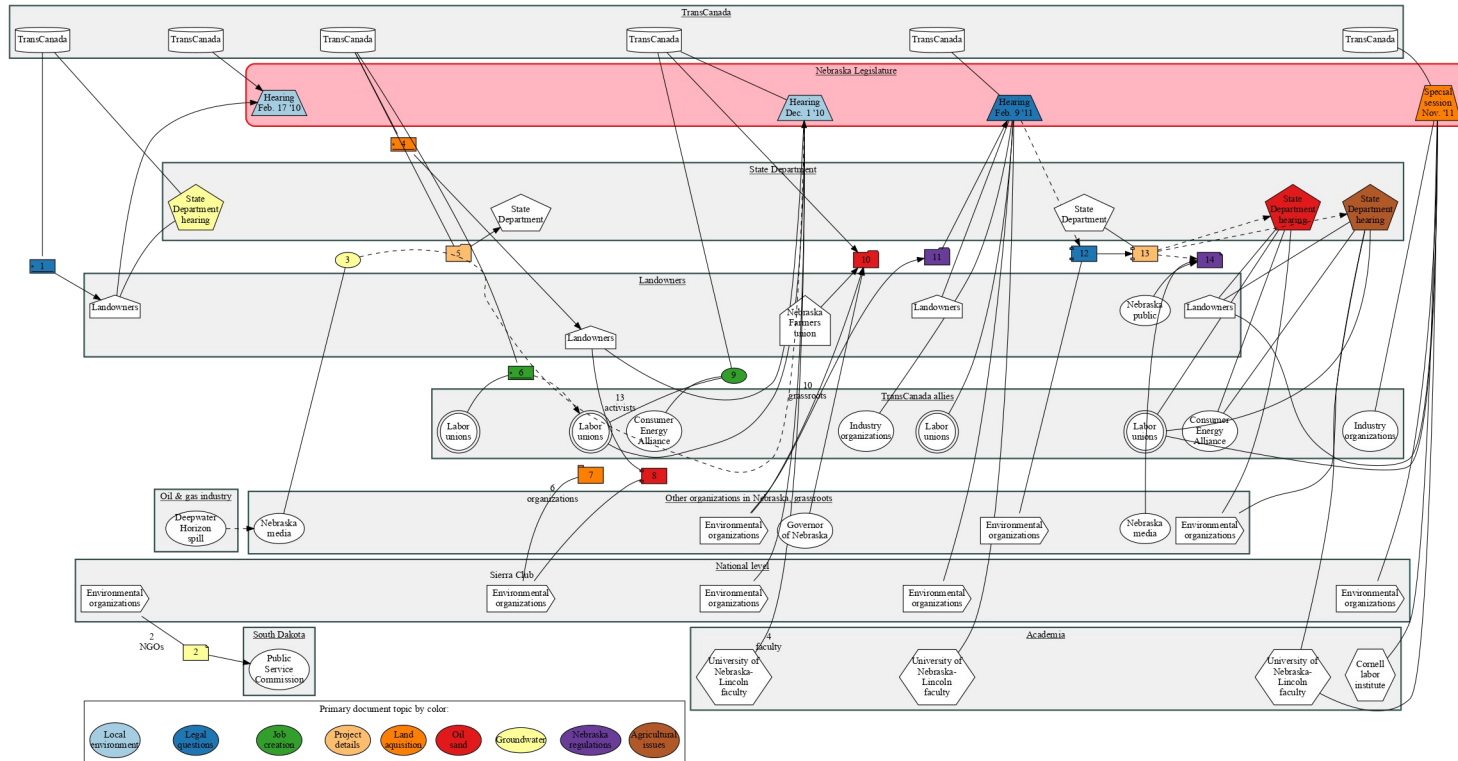 TransCanada
TransCanada
TransCanada
TransCanada
TransCanada
TransCanada
TransCanada
Nebraska Legislature
Hearing
Feb. 17 '10
Hearing
Dec. 1 '10
Hearing
Feb. 9 '11
Special
session
Nov. '11
4
State Department
State
Department
hearing
State
Department
State
Department
State
Department
hearing
State
Department
hearing
1
3
5
10
11
12
13
14
Landowners
Landowners
Landowners
Nebraska
Farmers
union
Landowners
Nebraska
public
Landowners
6
9
10
grassroots
13
activists
TransCanada allies
Labor
unions
Labor
unions
Consumer
Energy
Alliance
Industry
organizations
Labor
unions
Labor
unions
Consumer
Energy
Alliance
Industry
organizations
7
8
6
organizations
Oil & gas industry
Deepwater
Horizon
spill
Other organizations in Nebraska, grassroots
Nebraska
media
Environmental
organizations
Governor
of Nebraska
Environmental
organizations
Nebraska
media
Environmental
organizations
National level
Sierra Club
Environmental
organizations
Environmental
organizations
Environmental
organizations
Environmental
organizations
Environmental
organizations
2
NGOs
2
South Dakota
Public
Service
Commission
Academia
4
faculty
University of
Nebraska-
Lincoln
faculty
University of
Nebraska-
Lincoln
faculty
University of
Nebraska-
Lincoln
faculty
Cornell
labor
institute
Primary document topic by color:
Local
environment
Legal
questions
Job
creation
Project
details
Land
aquisition
Oil
sand
Groundwater
Nebraska
regulations
Agricultural
issues